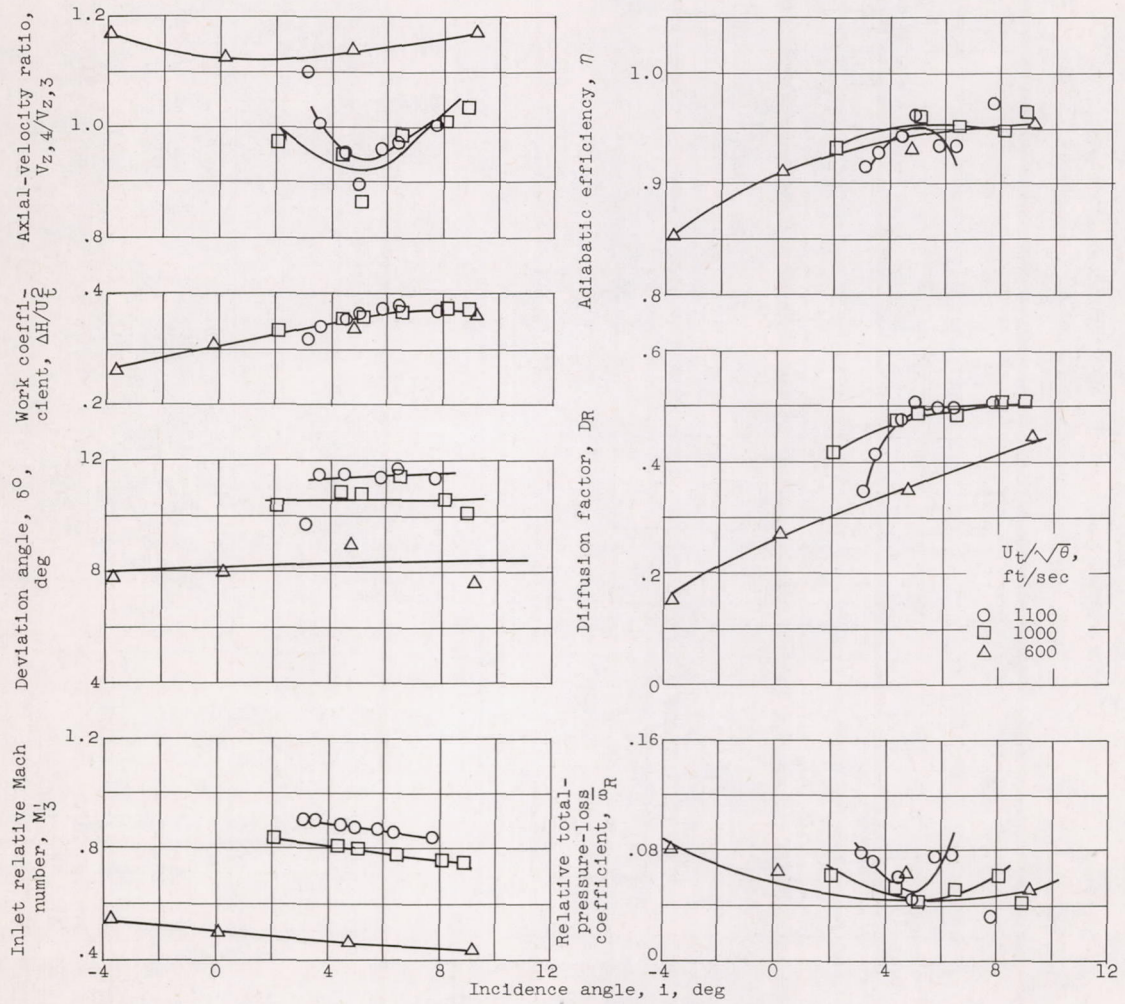 1.2
1.0
.8
Axial-velocity ratio,
Vz,4/Vz,3
.4
.2
Work coeffi-
cient, ΔH/U²t
12
8
4
Deviation angle, δ°,
deg
1.2
.8
.4
Inlet relative Mach
number, M'3
-4
0
4
8
12
1.0
.9
.8
Adiabatic efficiency, η
.6
.4
.2
0
Diffusion factor, DR
Ut/√θ,
ft/sec
1100
1000
600
.16
.08
0
Relative total-
pressure-loss
coefficient, ω̅R
-4
0
4
8
12
Incidence angle, i, deg